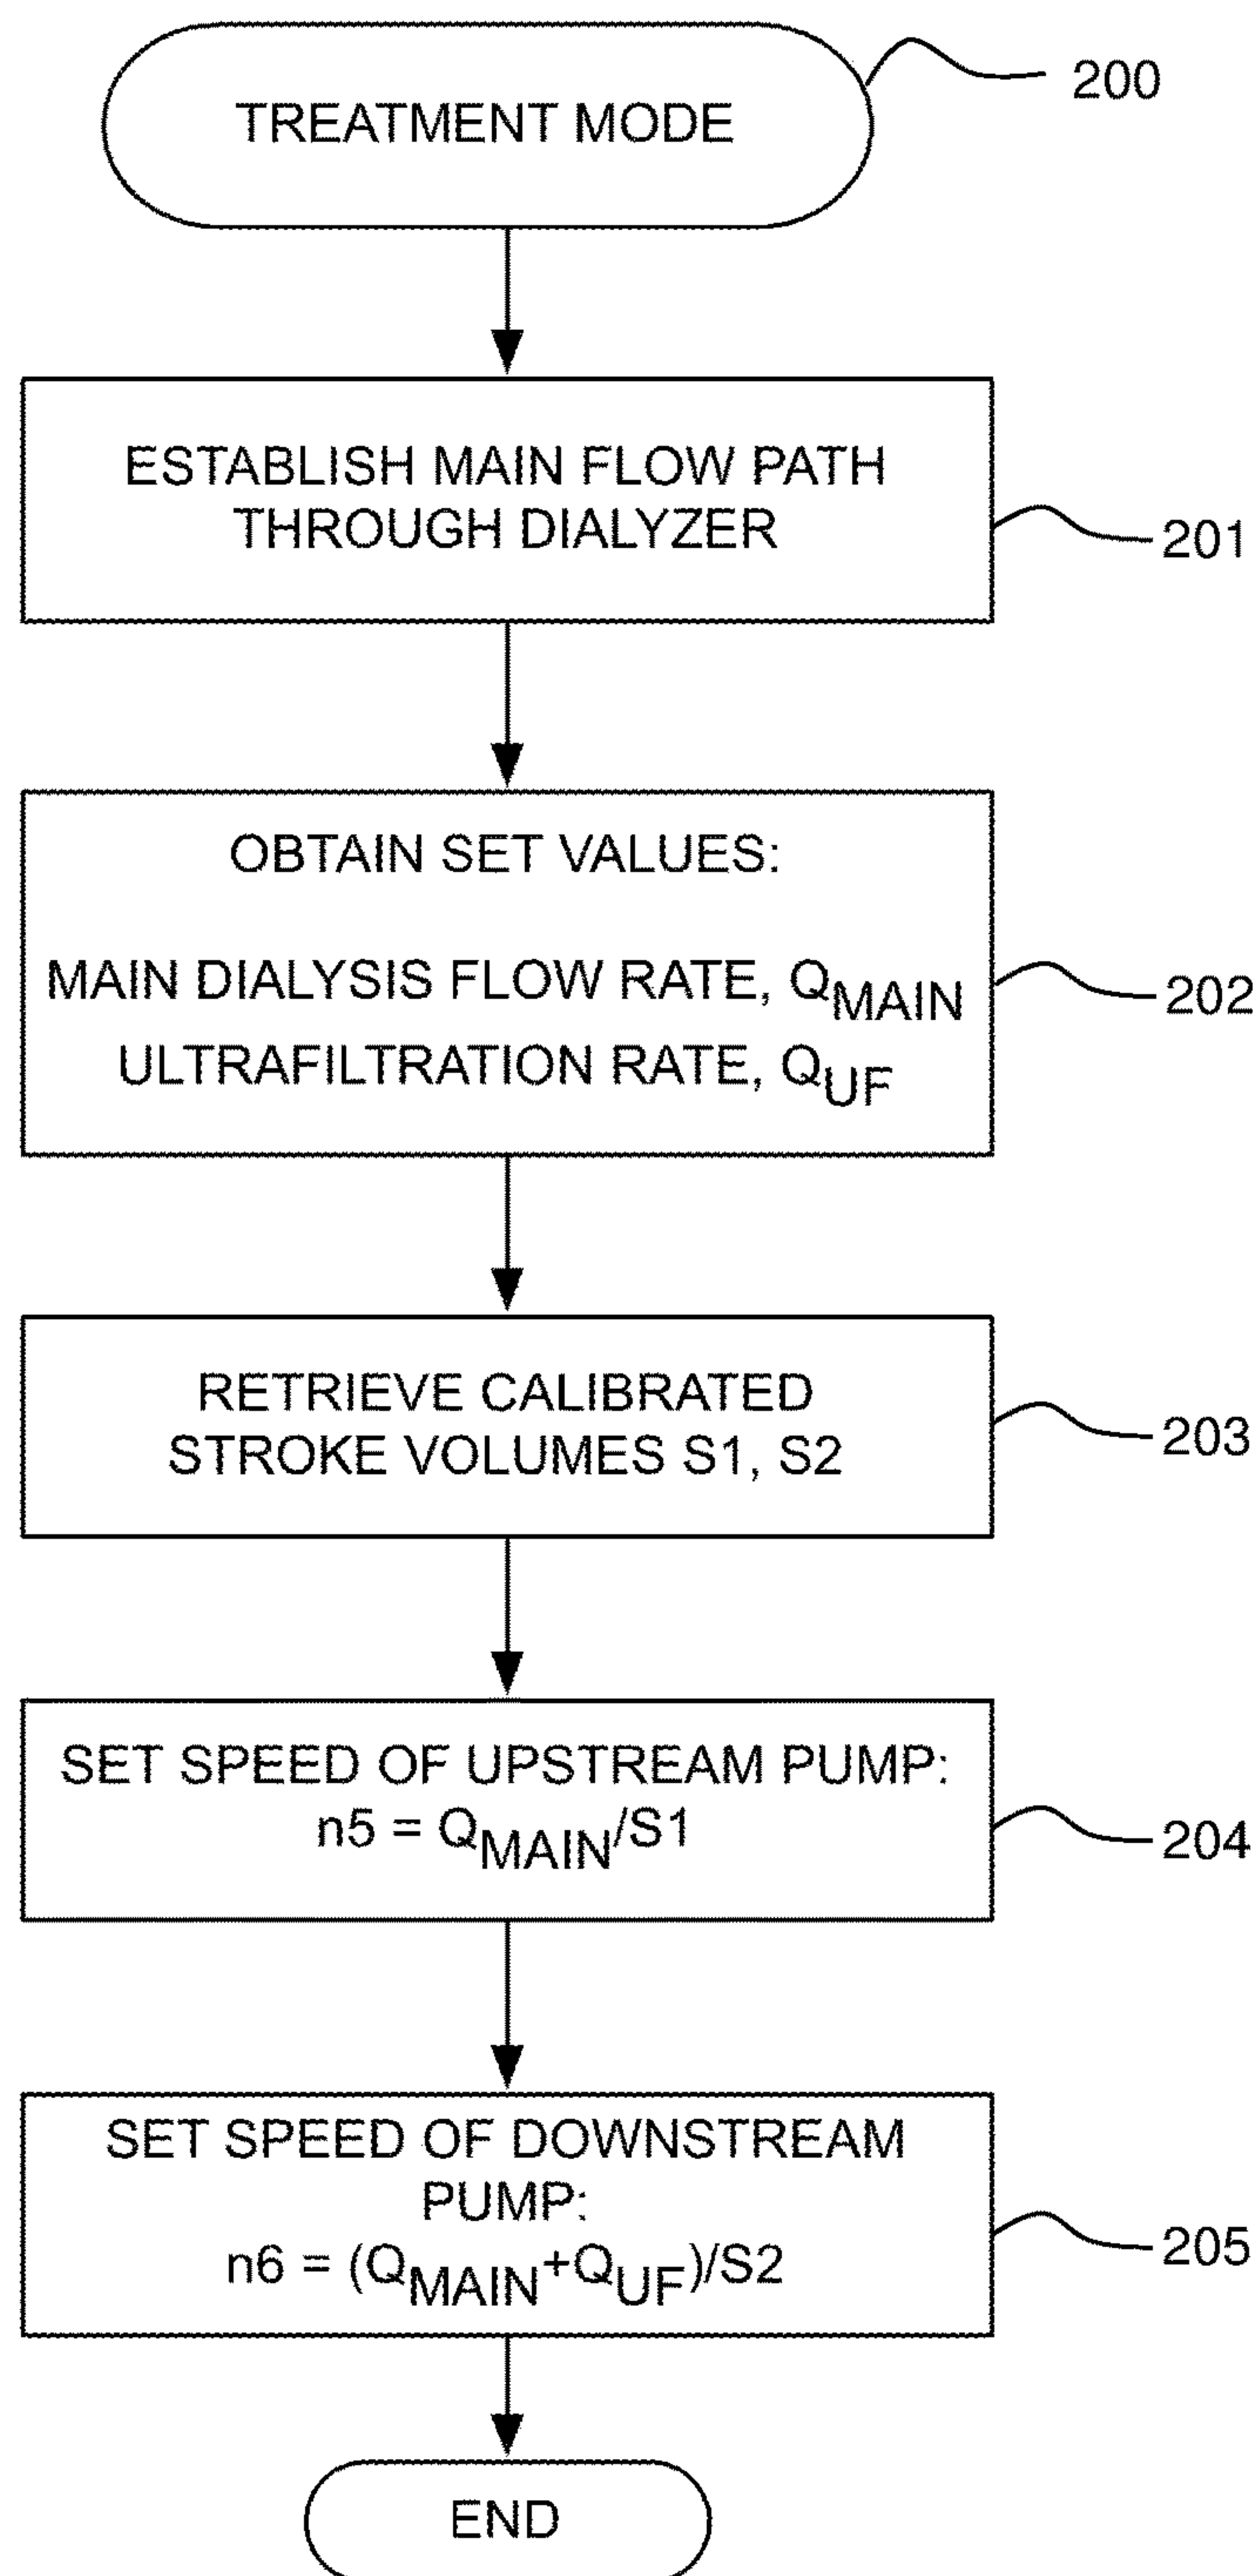 TREATMENT MODE
200
ESTABLISH MAIN FLOW PATH
THROUGH DIALYZER
201
OBTAIN SET VALUES:
MAIN DIALYSIS FLOW RATE, QMAIN
ULTRAFILTRATION RATE, QUF
202
RETRIEVE CALIBRATED
STROKE VOLUMES S1, S2
203
SET SPEED OF UPSTREAM PUMP:
n5 = QMAIN/S1
204
SET SPEED OF DOWNSTREAM
PUMP:
n6 = (QMAIN+QUF)/S2
205
END